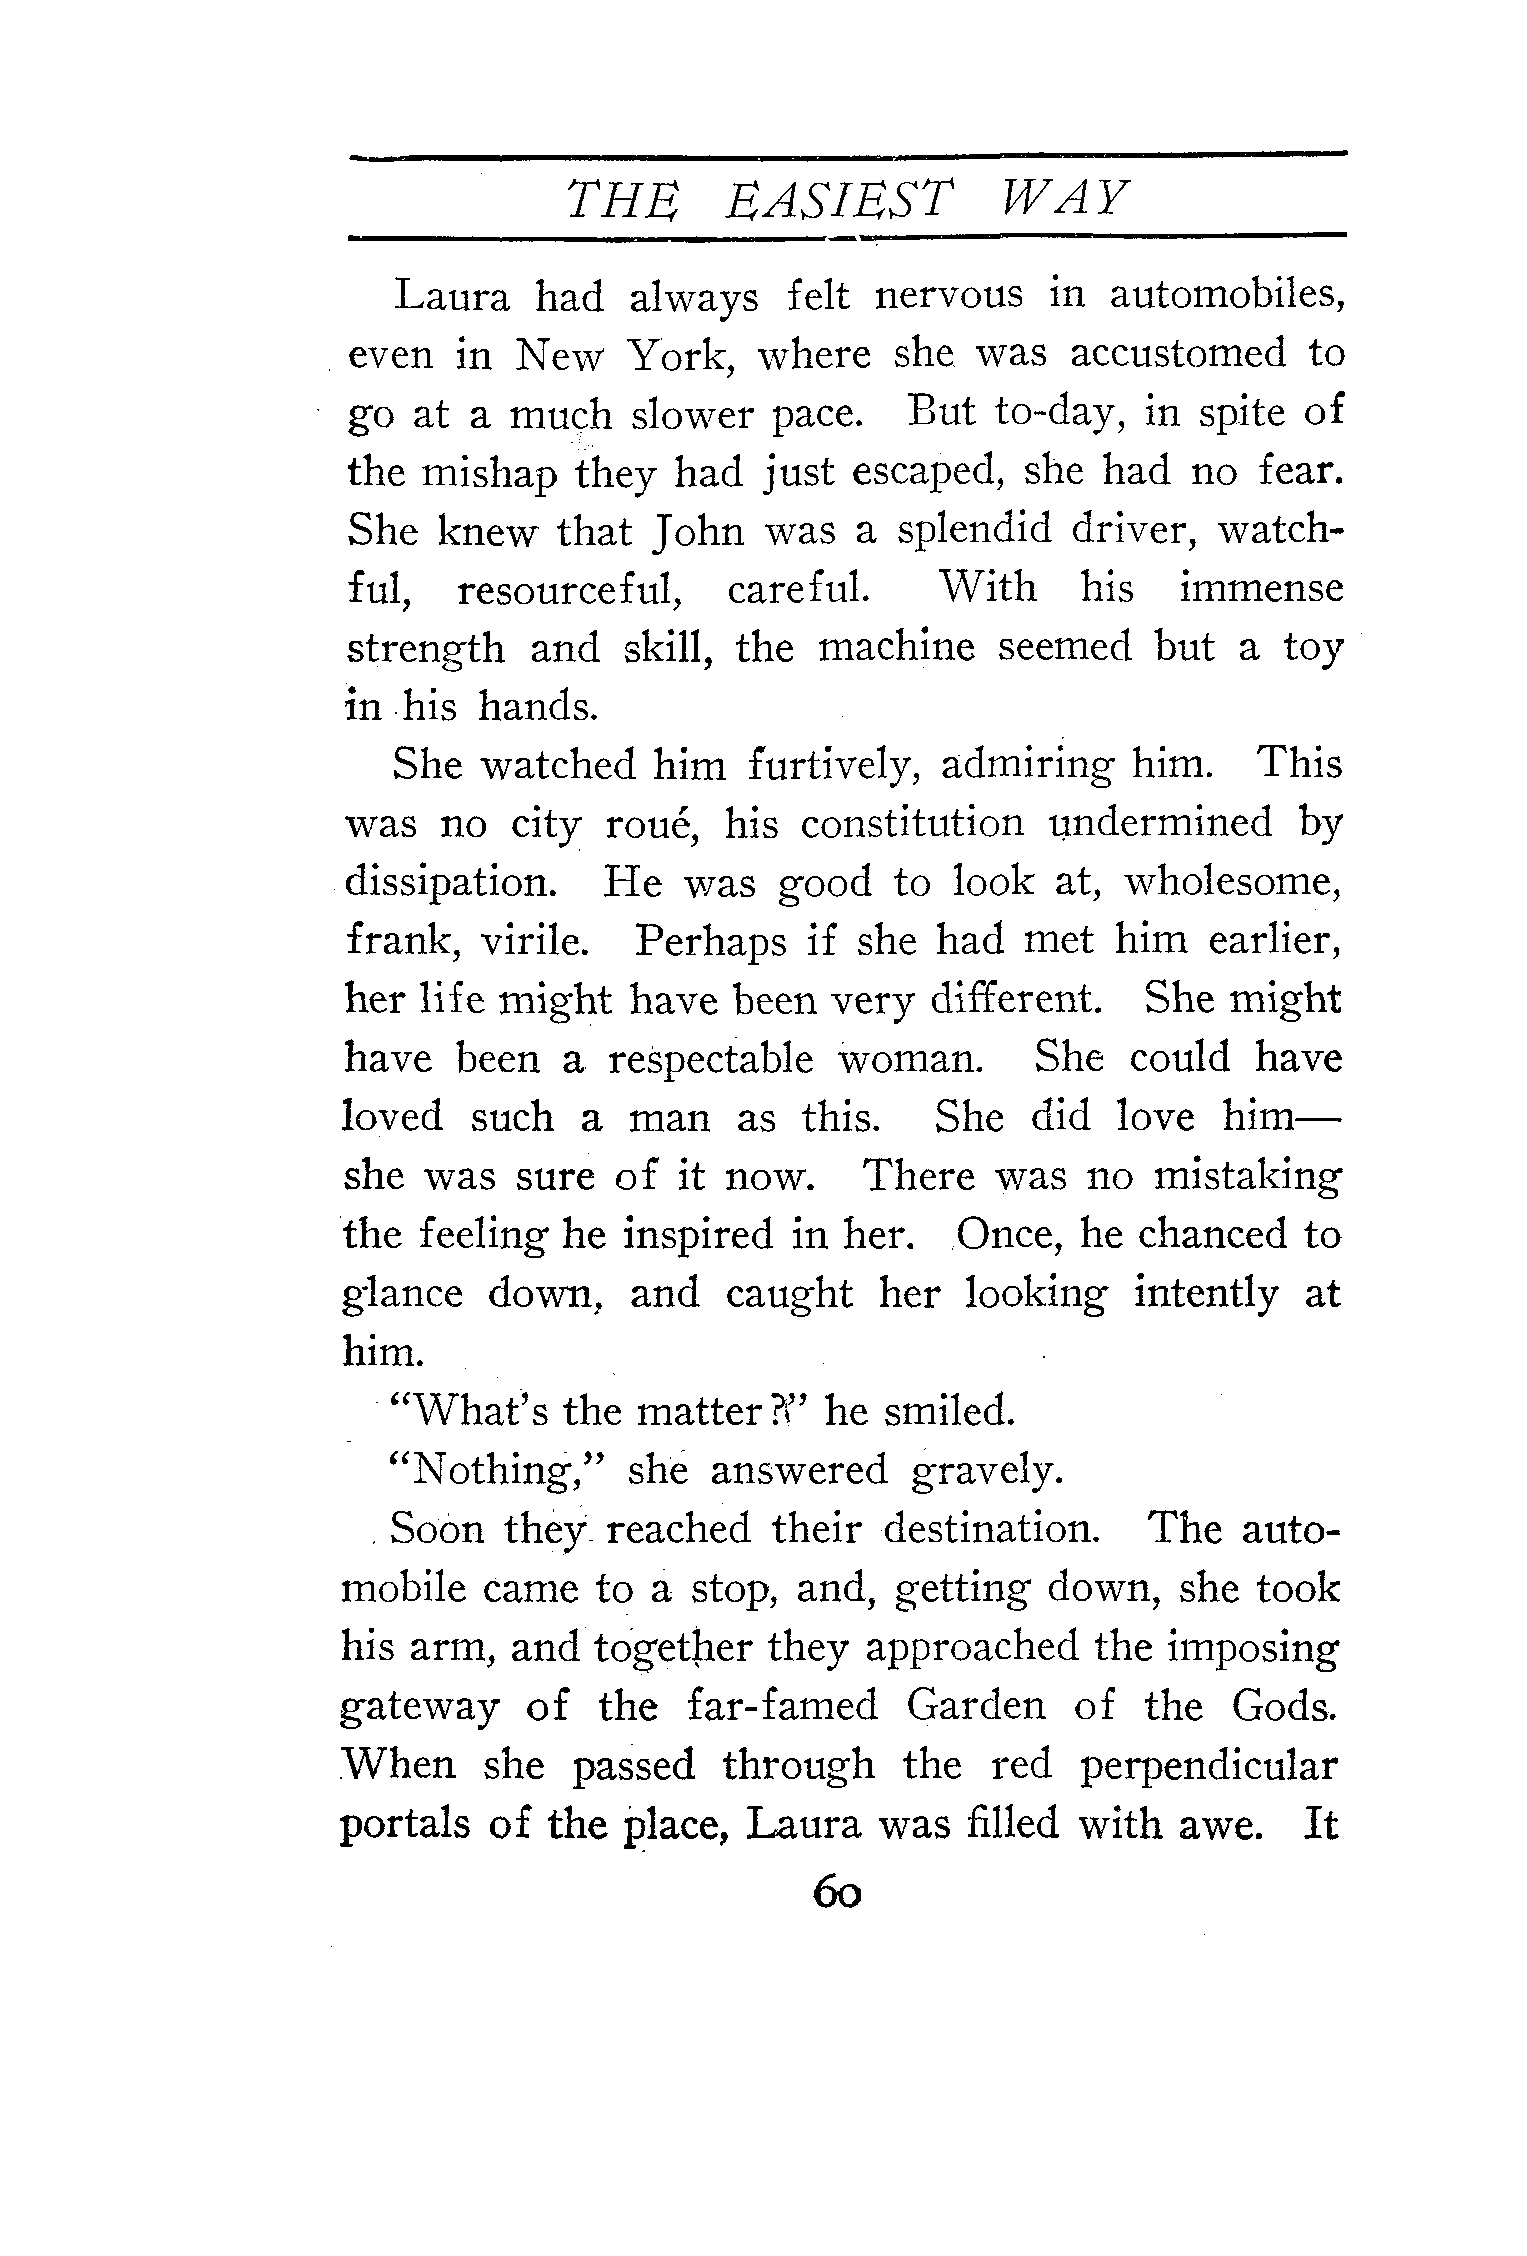 THE EASIEST WAY
Laura had always felt nervous in automobiles,
even in New York, where she was accustomed to
go at a much slower pace. But to-day, in spite of
the mishap they had just escaped, she had no fear.
She knew that John was a splendid driver, watch-
ful, resourceful, careful. With his immense
strength and skill, the machine seemed but a toy
in his hands.
She watched him furtively, admiring him. This
was no city roué, his constitution undermined by
dissipation. He was good to look at, wholesome,
frank, virile. Perhaps if she had met him earlier,
her life might have been very different. She might
have been a respectable woman. She could have
loved such a man as this. She did love him—
she was sure of it now. There was no mistaking
the feeling he inspired in her. Once, he chanced to
glance down, and caught her looking intently at
him.
“What's the matter?” he smiled.
“Nothing,” she answered gravely.
Soon they reached their destination. The auto-
mobile came to a stop, and, getting down, she took
his arm, and together they approached the imposing
gateway of the far-famed Garden of the Gods.
When she passed through the red perpendicular
portals of the place, Laura was filled with awe. It
60